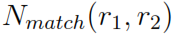 N_{match}(r_1, r_2)